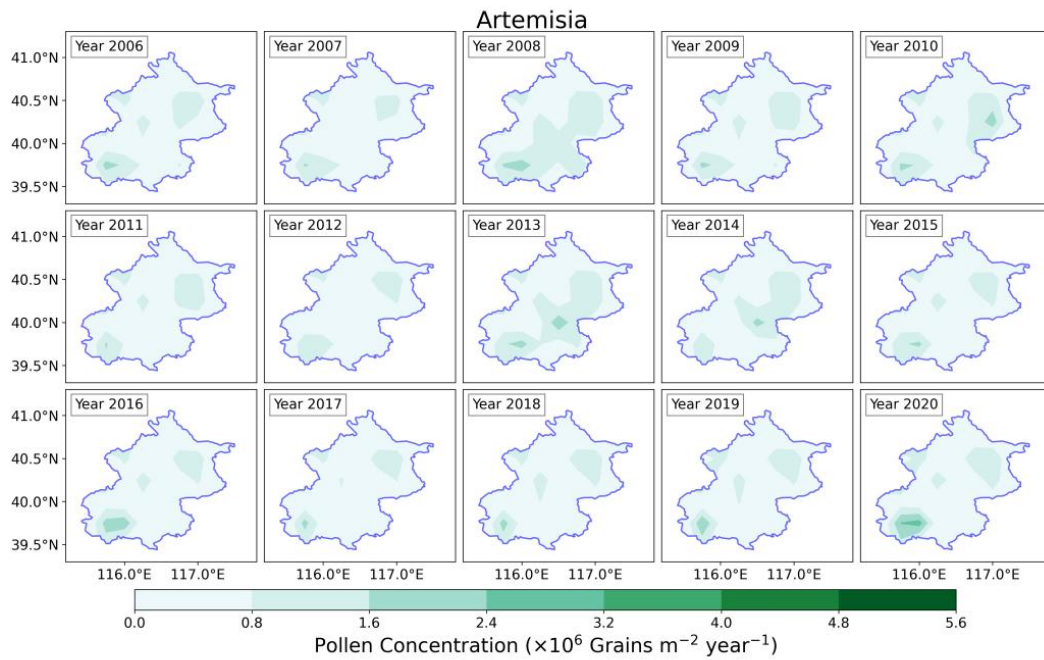 Artemisia
Year 2006 Year 2007 Year 2008 Year 2009 Year 2010
41.0°N
40.5°N
40.0°N
39.5°N
Year 2011 Year 2012 Year 2013 Year 2014 Year 2015
41.0°N
40.5°N
40.0°N
39.5°N
Year 2016 Year 2017 Year 2018 Year 2019 Year 2020
41.0°N
40.5°N
40.0°N
39.5°N
116.0°E 117.0°E 116.0°E 117.0°E 116.0°E 117.0°E 116.0°E 117.0°E 116.0°E 117.0°E
0.0 0.8 1.6 2.4 3.2 4.0 4.8 5.6
Pollen Concentration (×10⁶ Grains m⁻² year⁻¹)